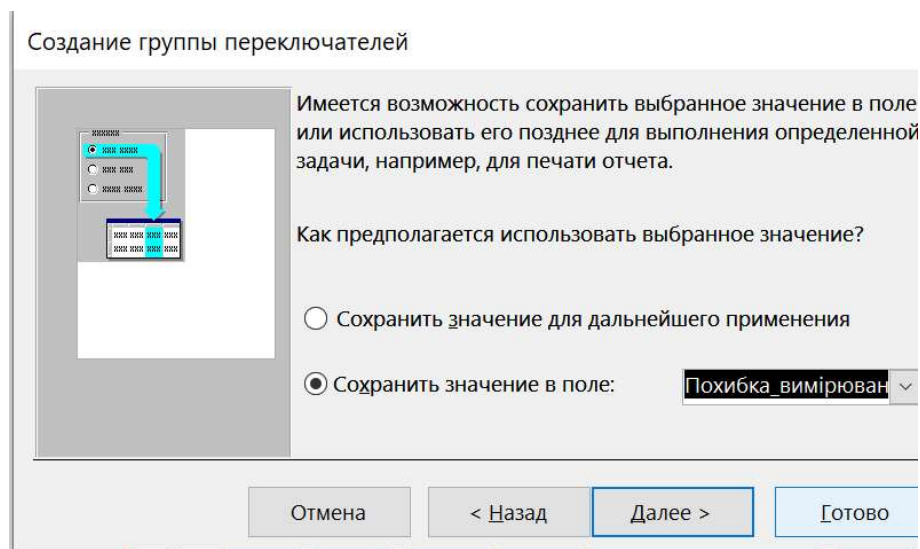 Создание группы переключателей
Имеется возможность сохранить выбранное значение в поле
или использовать его позднее для выполнения определенной
задачи, например, для печати отчета.
Как предполагается использовать выбранное значение?
Сохранить значение для дальнейшего применения
Сохранить значение в поле: Похибка_вимірюван
Отмена < Назад Далее > Готово